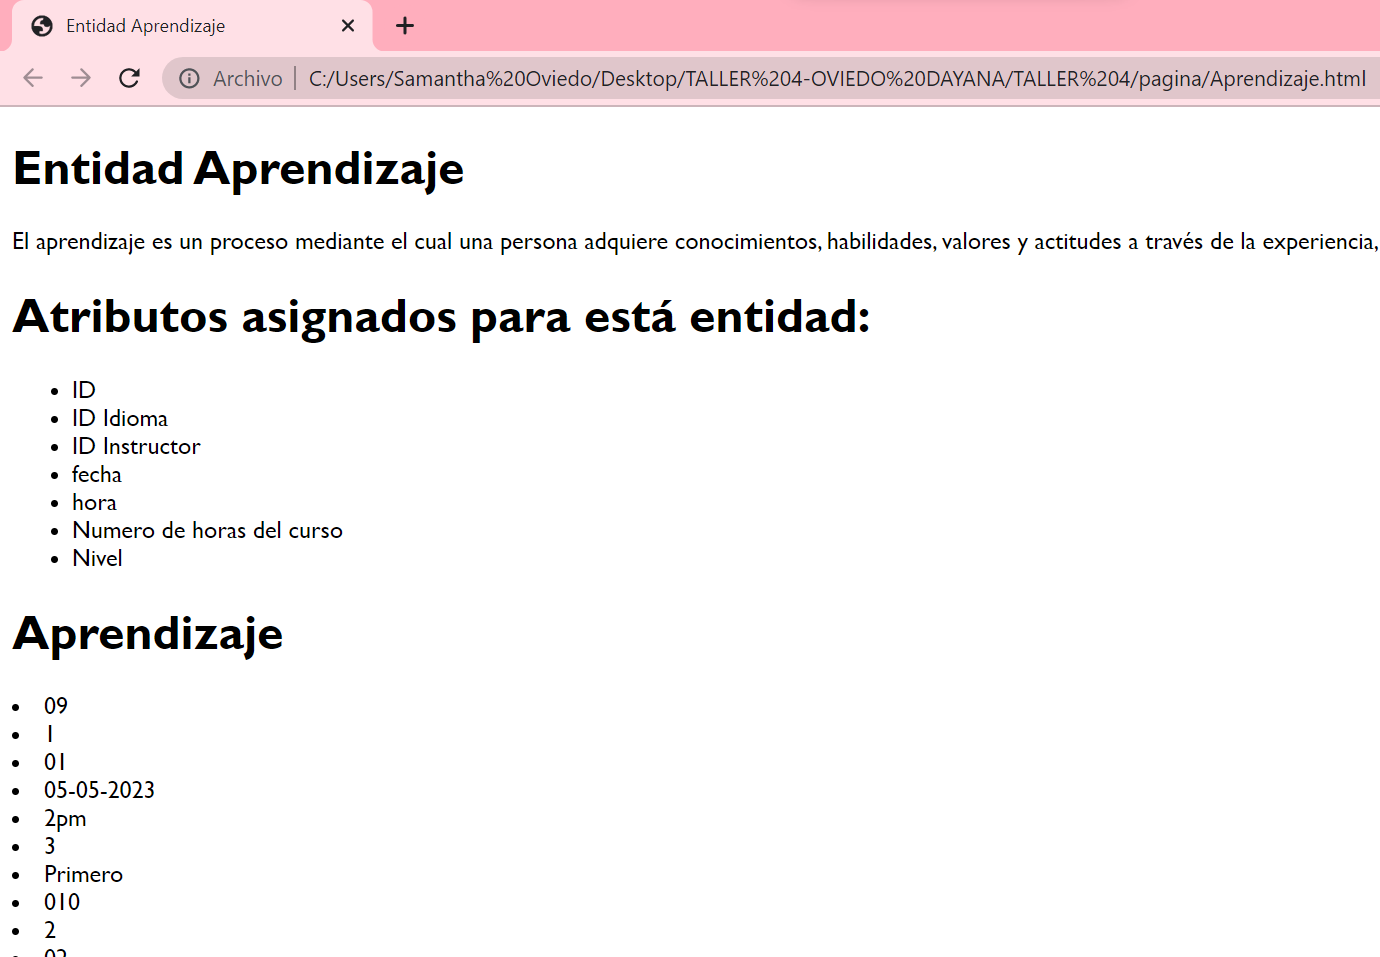 Entidad Aprendizaje
Archivo C:/Users/Samantha%20Oviedo/Desktop/TALLER%204-OVIEDO%20DAYANA/TALLER%204/pagina/Aprendizaje.html
Entidad Aprendizaje
El aprendizaje es un proceso mediante el cual una persona adquiere conocimientos, habilidades, valores y actitudes a través de la experiencia,
Atributos asignados para está entidad:
ID
ID Idioma
ID Instructor
fecha
hora
Numero de horas del curso
Nivel
Aprendizaje
09
1
01
05-05-2023
2pm
3
Primero
010
2